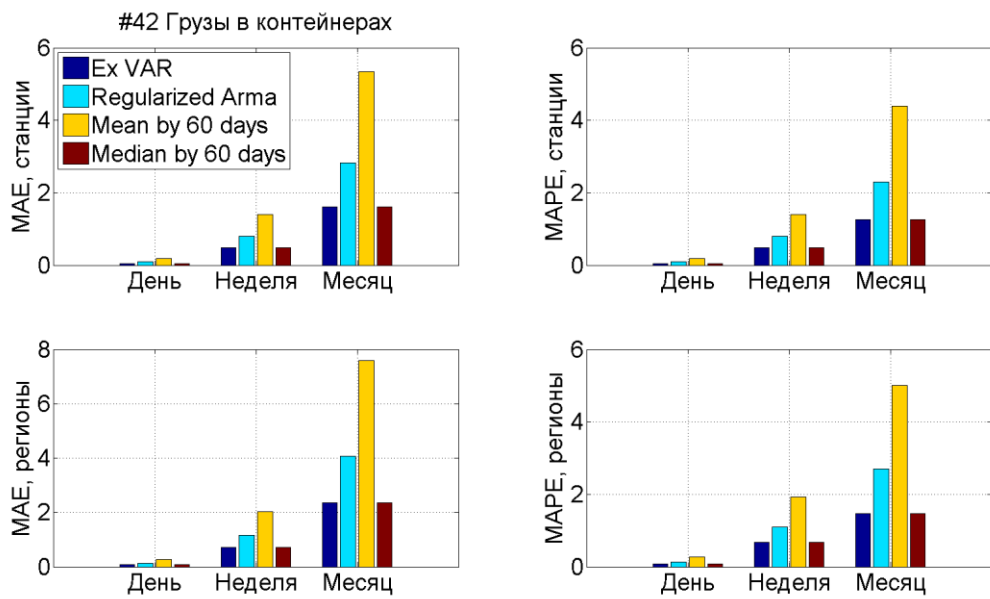 #42 Грузы в контейнерах
MAE, станции
6
4
2
0
Ex VAR
Regularized Arma
Mean by 60 days
Median by 60 days
День Неделя Месяц
MAPE, станции
6
4
2
0
День Неделя Месяц
MAE, регионы
8
6
4
2
0
День Неделя Месяц
MAPE, регионы
6
4
2
0
День Неделя Месяц